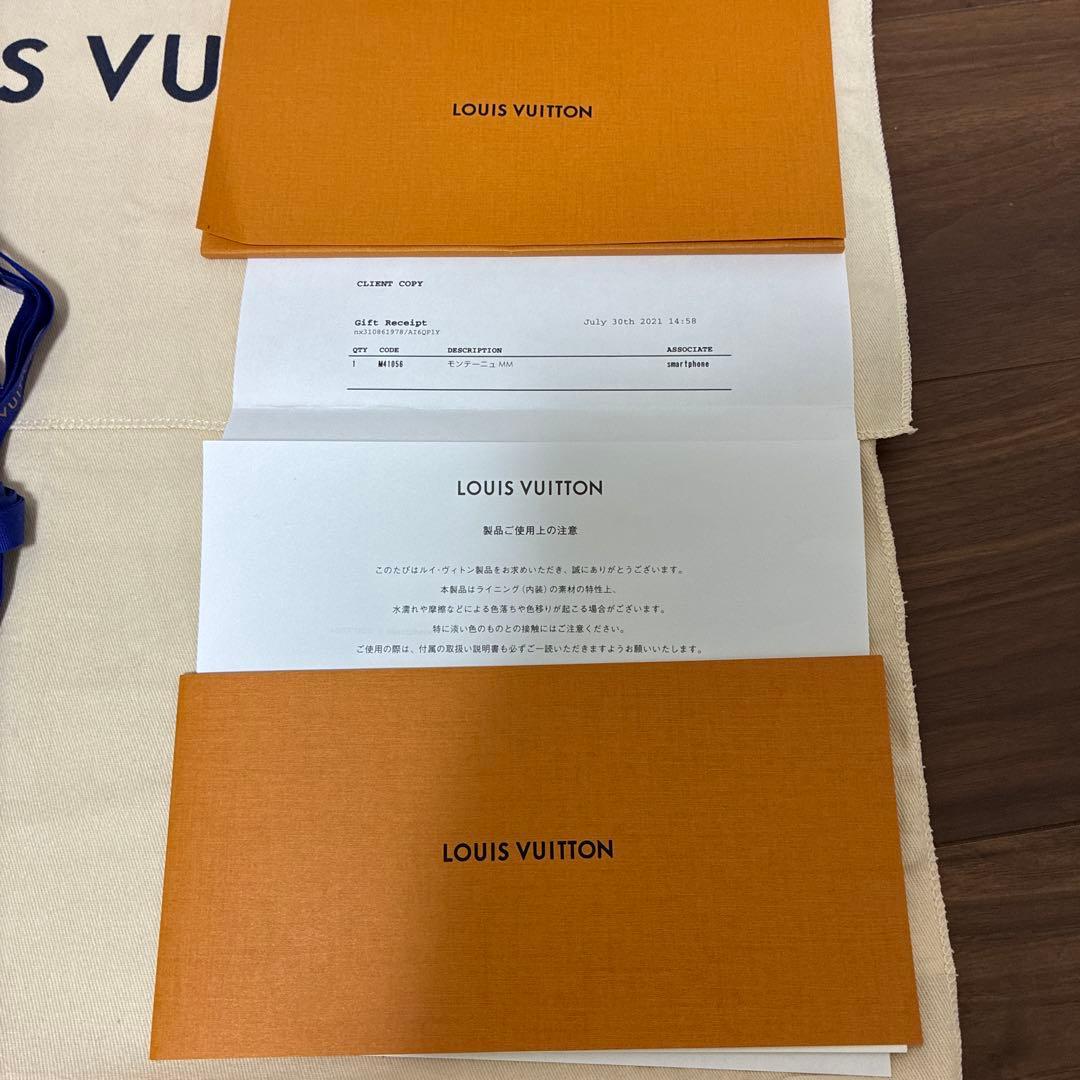 S VU
LOUIS VUITTON
CLIENT COPY
Gift Receipt July 30th 2021 14:58
nx310861978/AI6QP1Y
QTY CODE DESCRIPTION ASSOCIATE
1 M41056 モンテーニュ MM smartphone
VUI
LOUIS VUITTON
製品ご使用上の注意
このたびはルイ・ヴィトン製品をお求めいただき、誠にありがとうございます。
本製品はライニング(内装)の素材の特性上、
水濡れや摩擦などによる色落ちや色移りが起こる場合がございます。
特に淡い色のものとの接触にはご注意ください。
ご使用の際は、付属の取扱い説明書も必ずご一読いただきますようお願いいたします。
LOUIS VUITTON